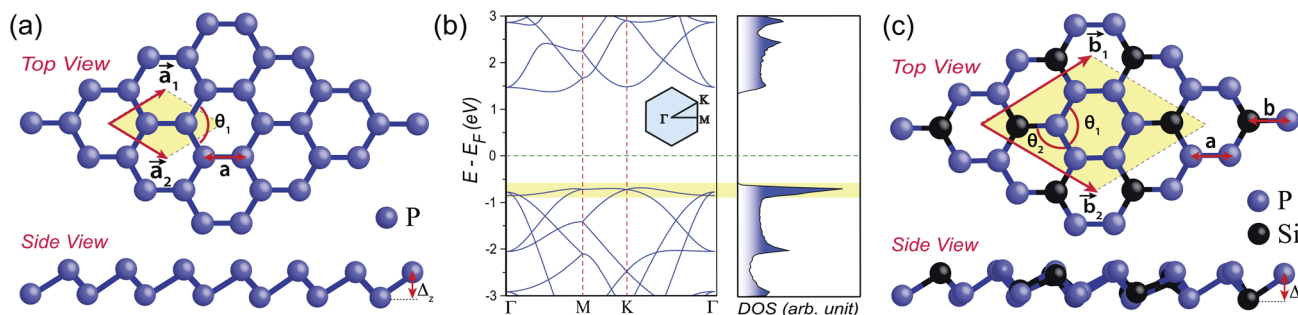 (a)
Top View
a⃗1
θ1
a⃗2
a
P
Side View
Δz
(b)
E - EF (eV)
3
2
1
0
-1
-2
-3
K
Γ
M
Γ
M
K
Γ
DOS (arb. unit)
(c)
Top View
b⃗1
b
θ1
θ2
a
b⃗2
P
Si
Side View
Δ